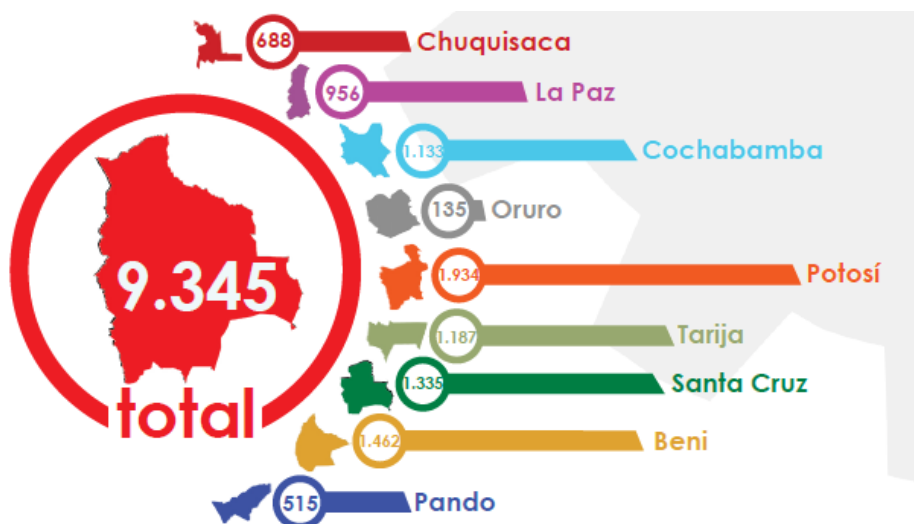 688 Chuquisaca
956 La Paz
1.133 Cochabamba
135 Oruro
9.345
total
1.934 Potosí
1.187 Tarija
1.335 Santa Cruz
1.462 Beni
515 Pando